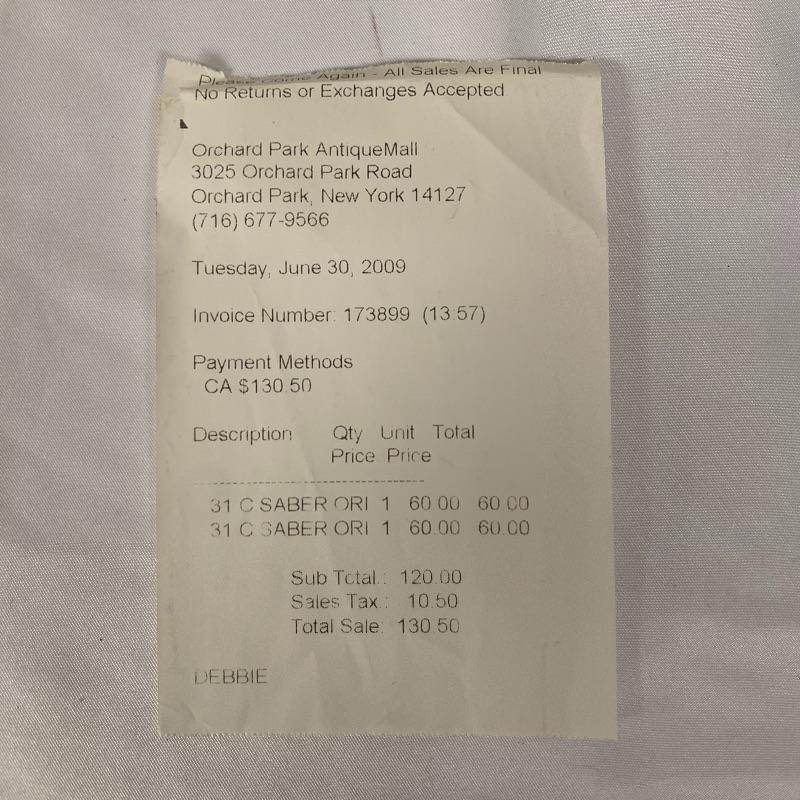 Please Come Again - All Sales Are Final
No Returns or Exchanges Accepted
Orchard Park AntiqueMall
3025 Orchard Park Road
Orchard Park, New York 14127
(716) 677-9566
Tuesday, June 30, 2009
Invoice Number: 173899 (13:57)
Payment Methods
CA $130.50
Description Qty Unit Total
Price Price
31 C SABER ORI 1 60.00 60.00
31 C SABER ORI 1 60.00 60.00
Sub Total.: 120.00
Sales Tax.: 10.50
Total Sale: 130.50
DEBBIE